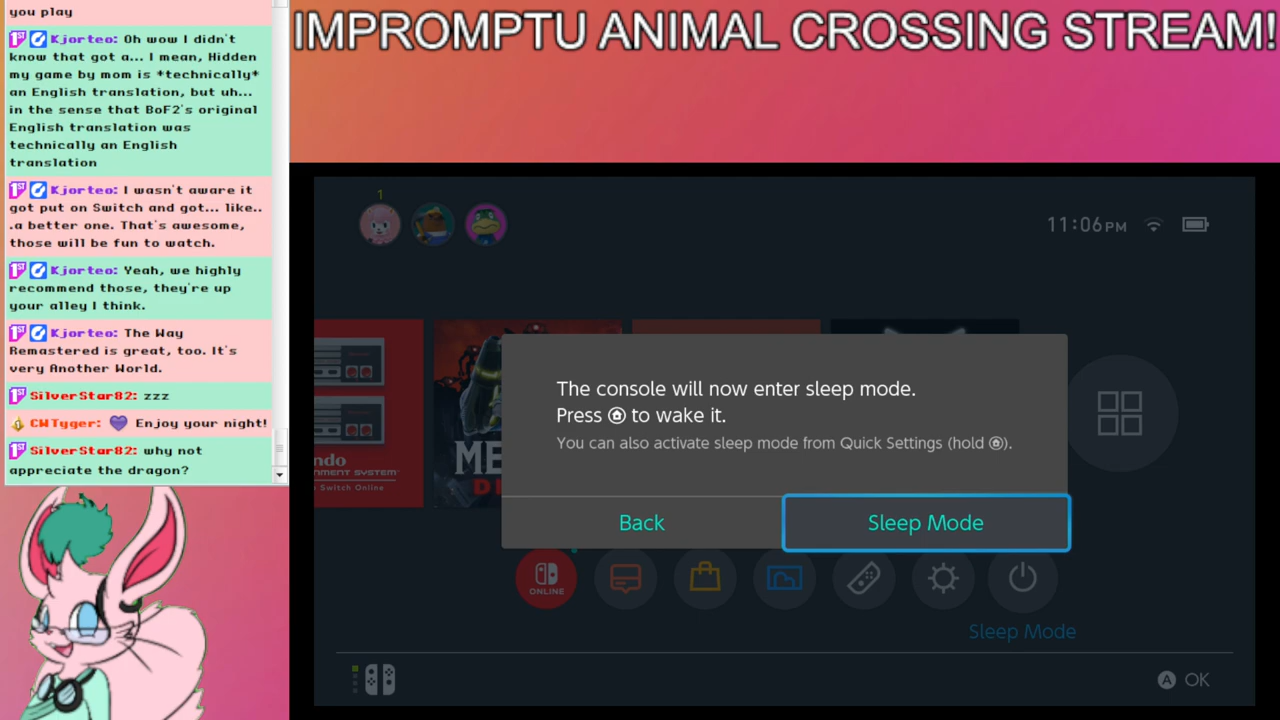 you play
Kjorteo: Oh wow I didn't
know that got a... I mean, Hidden
my game by mom is *technically*
an English translation, but uh...
in the sense that BoF2's original
English translation was
technically an English
translation
Kjorteo: I wasn't aware it
got put on Switch and got... like..
.a better one. That's awesome,
those will be fun to watch.
Kjorteo: Yeah, we highly
recommend those, they're up
your alley I think.
Kjorteo: The Way
Remastered is great, too. It's
very Another World.
SilverStar82: zzz
CWTyger: Enjoy your night!
SilverStar82: why not
appreciate the dragon?
IMPROMPTU ANIMAL CROSSING STREAM!
1
11:06PM
The console will now enter sleep mode.
Press to wake it.
You can also activate sleep mode from Quick Settings (hold ).
Back
Sleep Mode
ONLINE
Sleep Mode
A OK